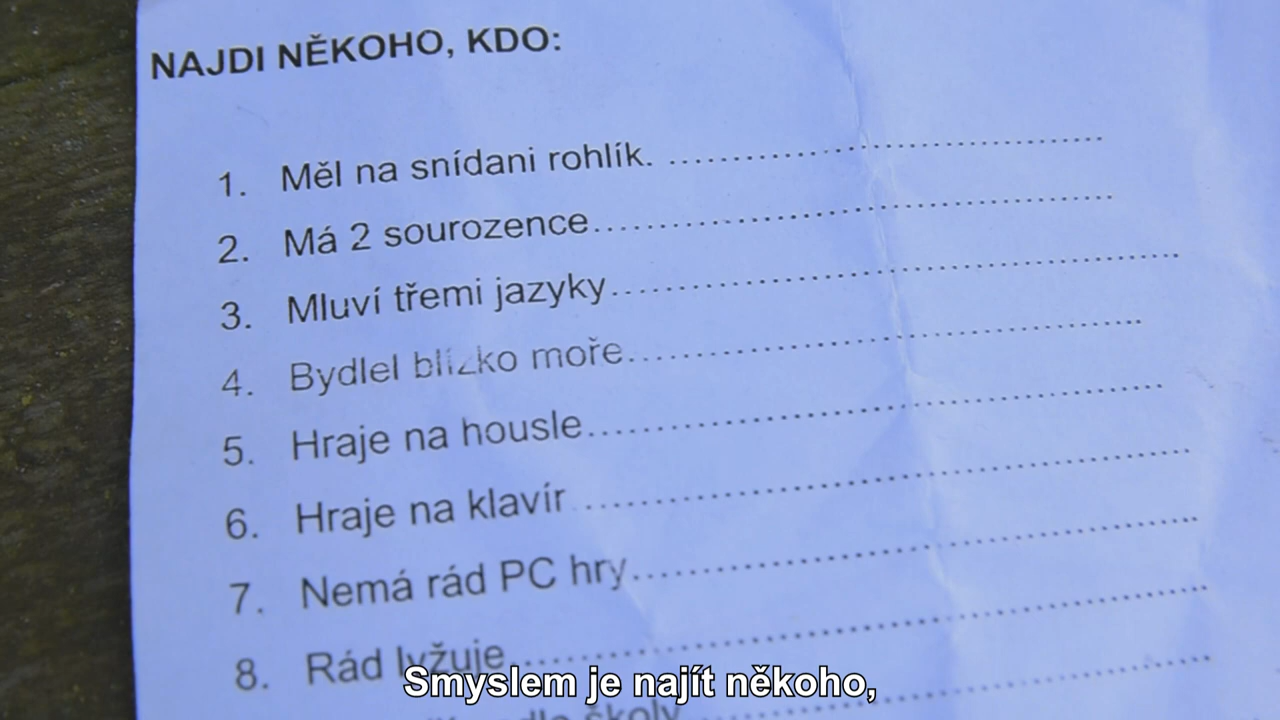 NAJDI NĚKOHO, KDO:
1. Měl na snídani rohlík. ........................................
2. Má 2 sourozence........................................
3. Mluví třemi jazyky........................................
4. Bydlel blízko moře........................................
5. Hraje na housle........................................
6. Hraje na klavír ........................................
7. Nemá rád PC hry........................................
8. Rád lyžuje ........................................
školy........................................
Smyslem je najít někoho,